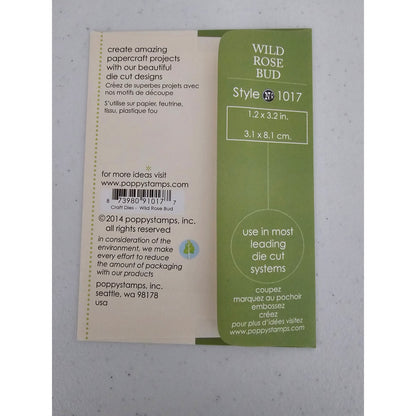 create amazing
papercraft projects
with our beautiful
die cut designs
Créez de superbes projets avec
nos motifs de découpe
S'utilise sur papier, feutrine,
tissu, plastique fou
for more ideas visit
www.poppystamps.com
8 73980 91017 7
Craft Dies - Wild Rose Bud
©2014 poppystamps, inc.
all rights reserved
in consideration of the
environment, we make
every effort to reduce
the amount of packaging
with our products
poppystamps, inc.
seattle, wa 98178
usa
WILD
ROSE
BUD
Style No 1017
1.2 x 3.2 in.
3.1 x 8.1 cm.
use in most
leading
die cut
systems
coupez
marquez au pochoir
embossez
créez
pour plus d'idées visitez
www.poppystamps.com